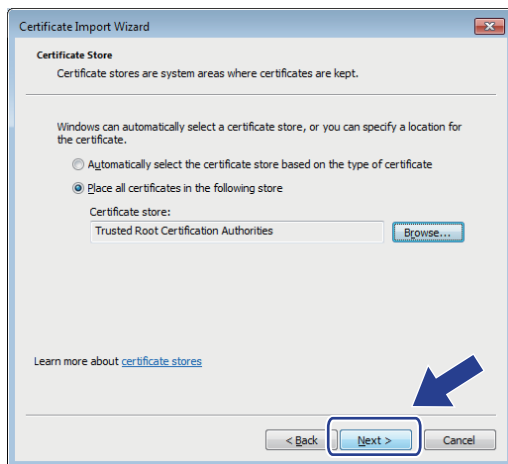 Certificate Import Wizard
Certificate Store
Certificate stores are system areas where certificates are kept.
Windows can automatically select a certificate store, or you can specify a location for
the certificate.
Automatically select the certificate store based on the type of certificate
Place all certificates in the following store
Certificate store:
Trusted Root Certification Authorities
Browse...
Learn more about certificate stores
< Back
Next >
Cancel